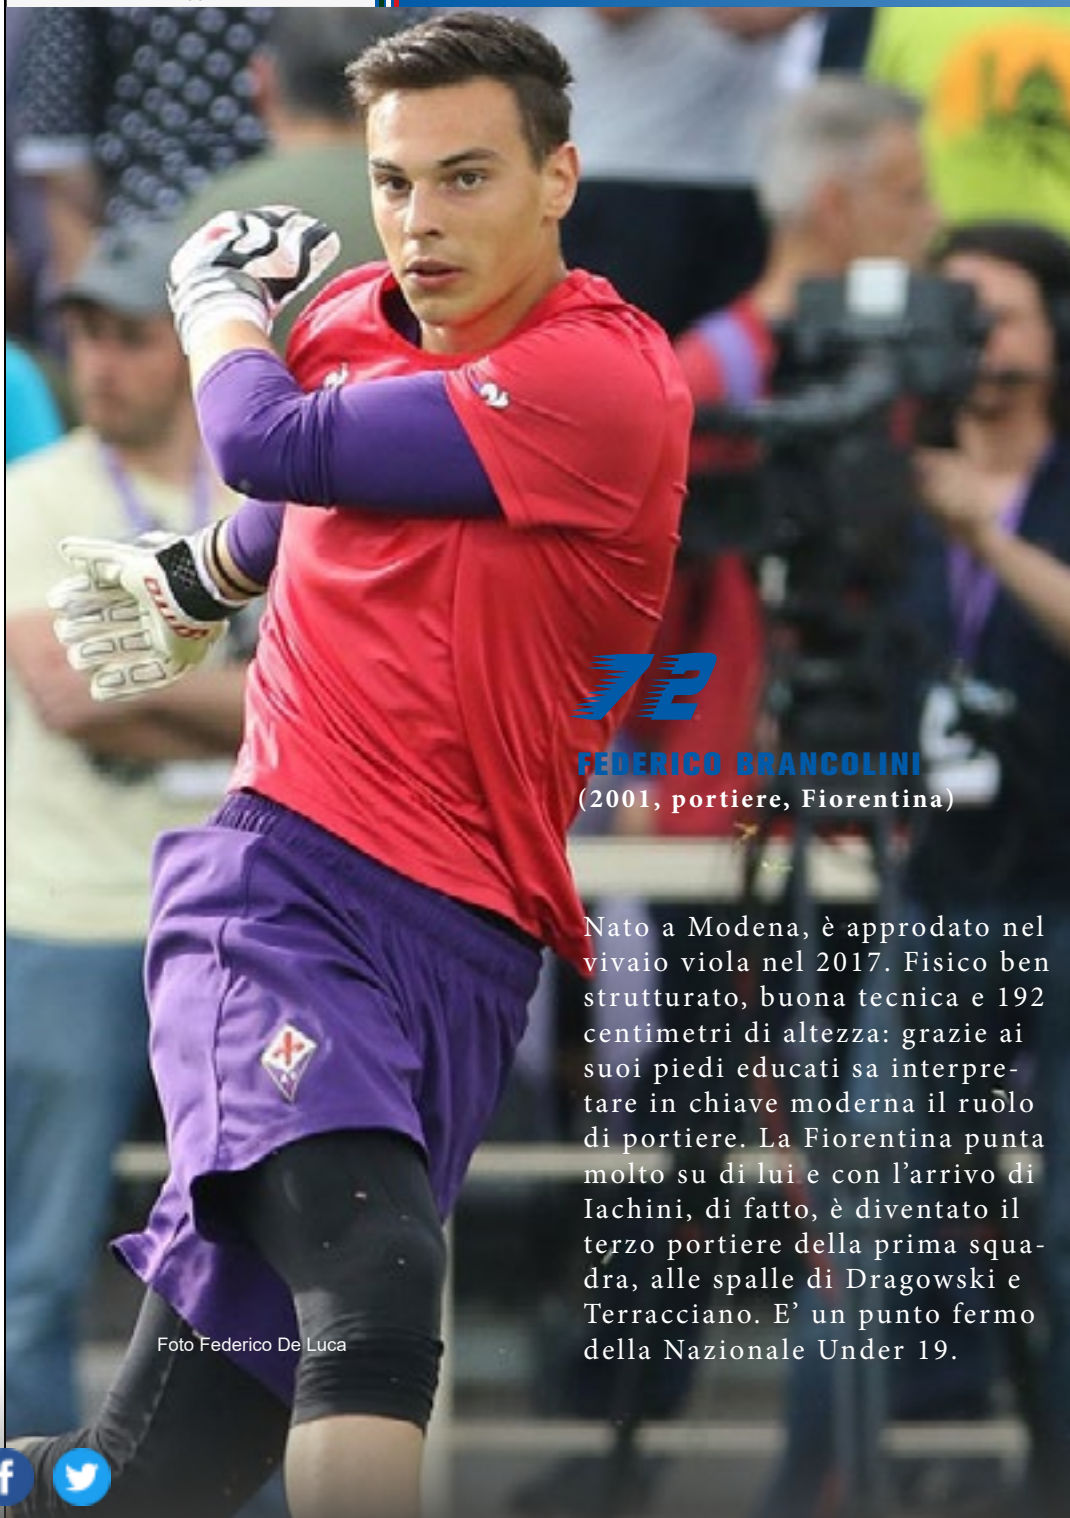 72
FEDERICO BRANCOLINI
(2001, portiere, Fiorentina)
Nato a Modena, è approdato nel
vivaio viola nel 2017. Fisico ben
strutturato, buona tecnica e 192
centimetri di altezza: grazie ai
suoi piedi educati sa interpre-
tare in chiave moderna il ruolo
di portiere. La Fiorentina punta
molto su di lui e con l’arrivo di
Iachini, di fatto, è diventato il
terzo portiere della prima squa-
dra, alle spalle di Dragowski e
Terracciano. E’ un punto fermo
della Nazionale Under 19.
Foto Federico De Luca